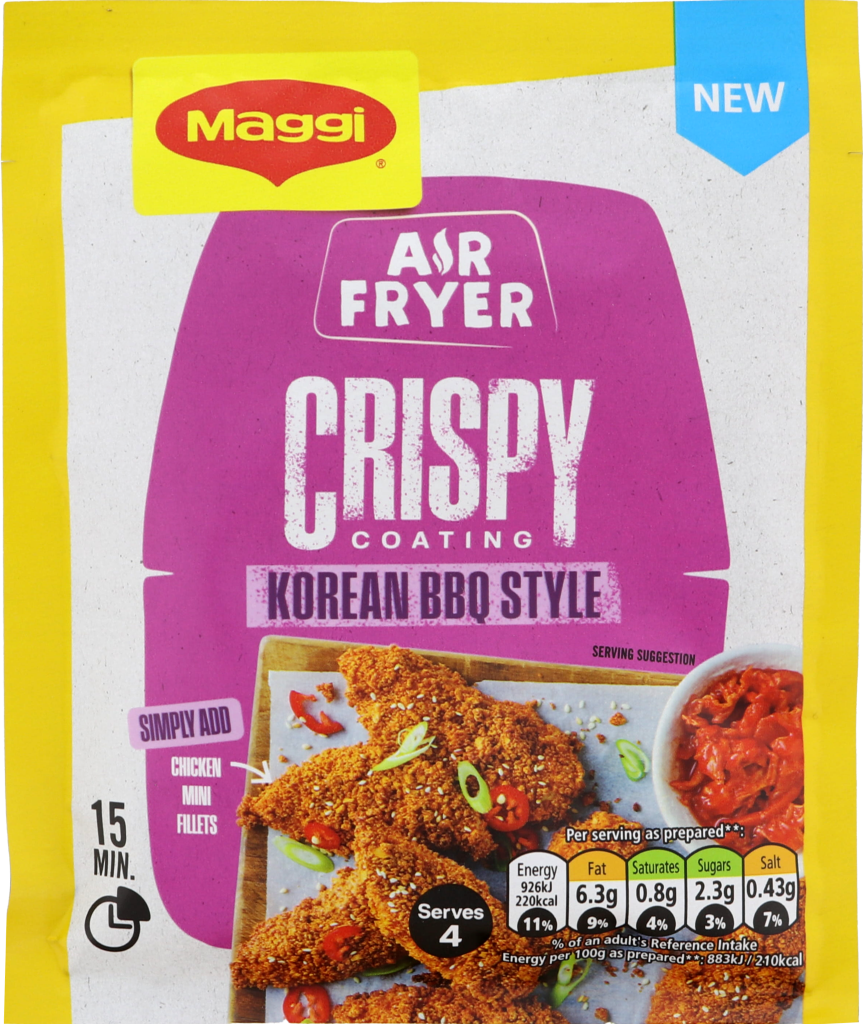 Maggi
®
NEW
AIR
FRYER
CRISPY
COATING
KOREAN BBQ STYLE
SERVING SUGGESTION
SIMPLY ADD
CHICKEN
MINI
FILLETS
15
MIN.
Serves
4
Per serving as prepared**:
Energy
926kJ
220kcal
11%
Fat
6.3g
9%
Saturates
0.8g
4%
Sugars
2.3g
3%
Salt
0.43g
7%
% of an adult's Reference Intake
Energy per 100g as prepared**: 883kJ / 210kcal